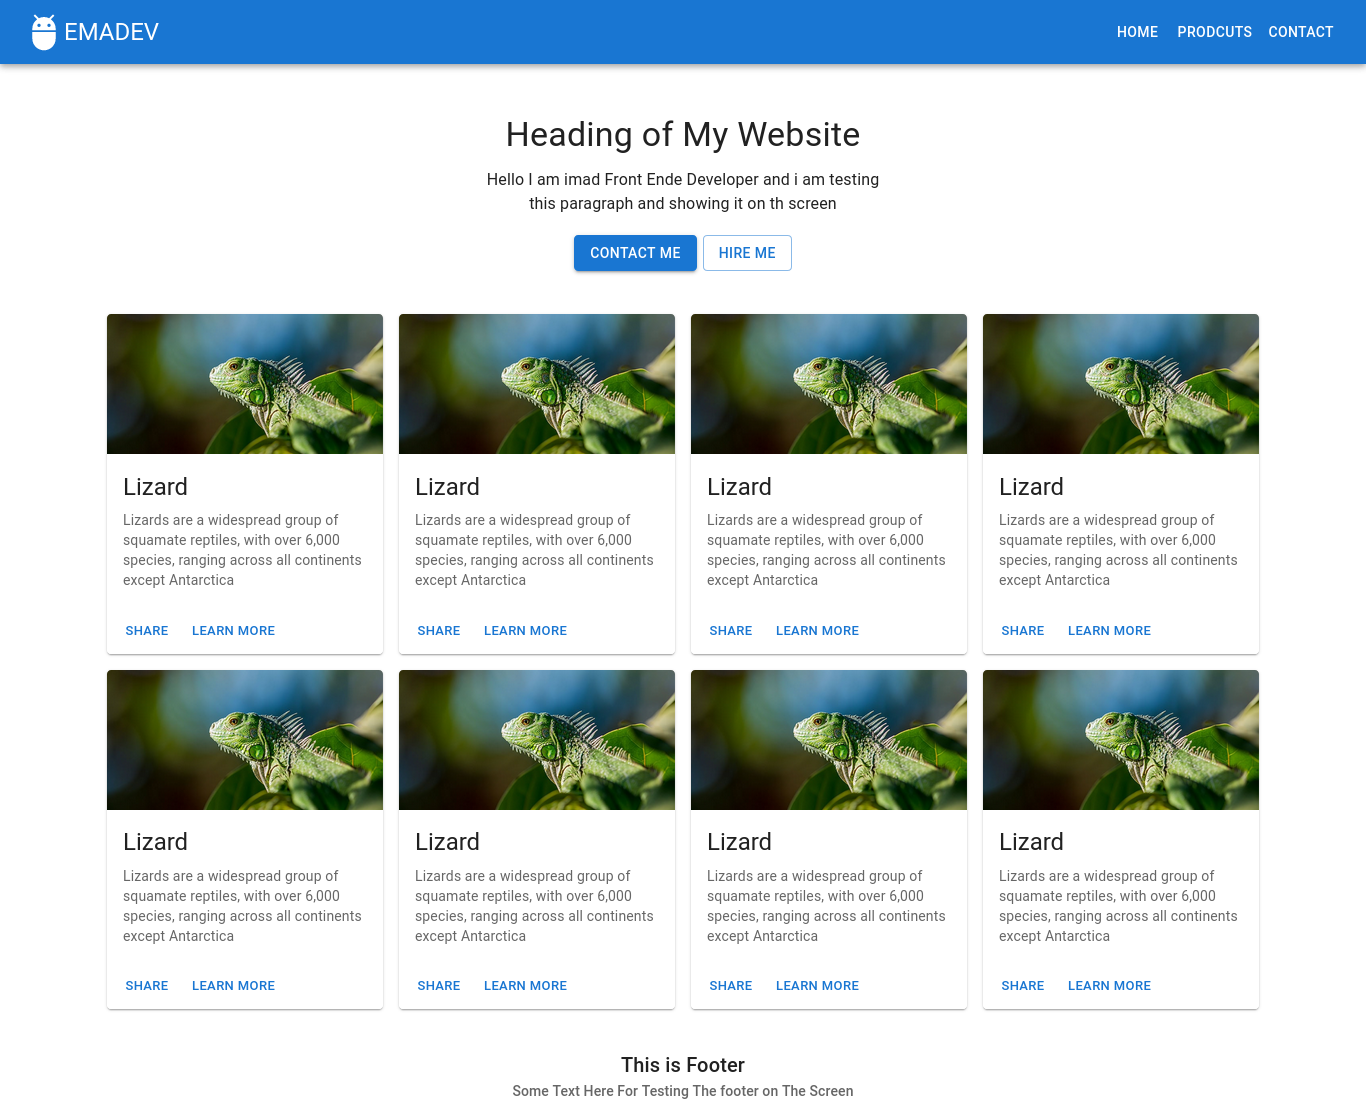 EMADEV
HOME PRODCUTS CONTACT
Heading of My Website
Hello I am imad Front Ende Developer and i am testing
this paragraph and showing it on th screen
CONTACT ME HIRE ME
Lizard
Lizards are a widespread group of
squamate reptiles, with over 6,000
species, ranging across all continents
except Antarctica
SHARE LEARN MORE
Lizard
Lizards are a widespread group of
squamate reptiles, with over 6,000
species, ranging across all continents
except Antarctica
SHARE LEARN MORE
Lizard
Lizards are a widespread group of
squamate reptiles, with over 6,000
species, ranging across all continents
except Antarctica
SHARE LEARN MORE
Lizard
Lizards are a widespread group of
squamate reptiles, with over 6,000
species, ranging across all continents
except Antarctica
SHARE LEARN MORE
Lizard
Lizards are a widespread group of
squamate reptiles, with over 6,000
species, ranging across all continents
except Antarctica
SHARE LEARN MORE
Lizard
Lizards are a widespread group of
squamate reptiles, with over 6,000
species, ranging across all continents
except Antarctica
SHARE LEARN MORE
Lizard
Lizards are a widespread group of
squamate reptiles, with over 6,000
species, ranging across all continents
except Antarctica
SHARE LEARN MORE
Lizard
Lizards are a widespread group of
squamate reptiles, with over 6,000
species, ranging across all continents
except Antarctica
SHARE LEARN MORE
This is Footer
Some Text Here For Testing The footer on The Screen